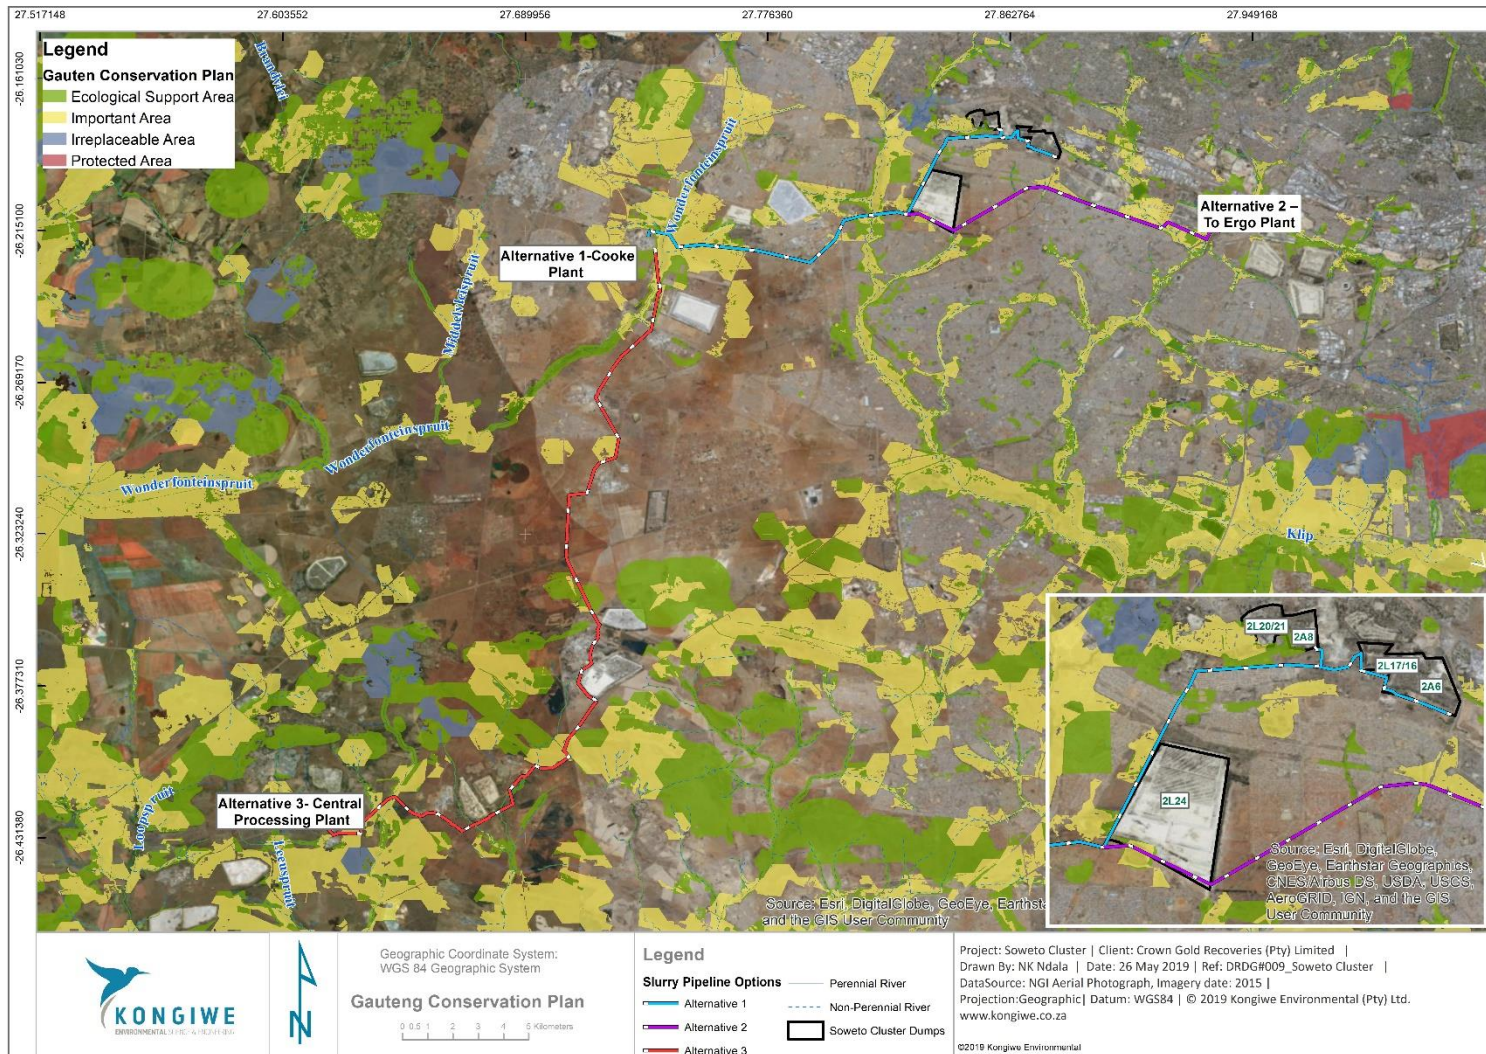 27.517148 27.603552 27.689956 27.776360 27.862764 27.949168
-26.161030
-26.215100
-26.269170
-26.323240
-26.377310
-26.431380
Legend
Gauten Conservation Plan
Ecological Support Area
Important Area
Irreplaceable Area
Protected Area
Brandvlei
Wonderfonteinspruit
Alternative 2 –
To Ergo Plant
Alternative 1-Cooke
Plant
Middelvleispruit
Wonderfonteinspruit
Wonderfonteinspruit
Klip
Alternative 3- Central
Processing Plant
Loopspruit
Leeuspruit
2L20/21
2A8
2L17/16
2A6
2L24
Source: Esri, DigitalGlobe,
GeoEye, Earthstar Geographics,
CNES/Airbus DS, USDA, USGS,
AeroGRID, IGN, and the GIS
User Community
Source: Esri, DigitalGlobe, GeoEye, Earthsta
and the GIS User Community
KONGIWE
N
Geographic Coordinate System:
WGS 84 Geographic System
Gauteng Conservation Plan
0 0.5 1 2 3 4 5 Kilometers
Legend
Slurry Pipeline Options
Alternative 1
Alternative 2
Alternative 3
Perennial River
Non-Perennial River
Soweto Cluster Dumps
Project: Soweto Cluster | Client: Crown Gold Recoveries (Pty) Limited |
Drawn By: NK Ndala | Date: 26 May 2019 | Ref: DRDG#009_Soweto Cluster |
DataSource: NGI Aerial Photograph, Imagery date: 2015 |
Projection:Geographic| Datum: WGS84 | © 2019 Kongiwe Environmental (Pty) Ltd.
www.kongiwe.co.za
©2019 Kongiwe Environmental